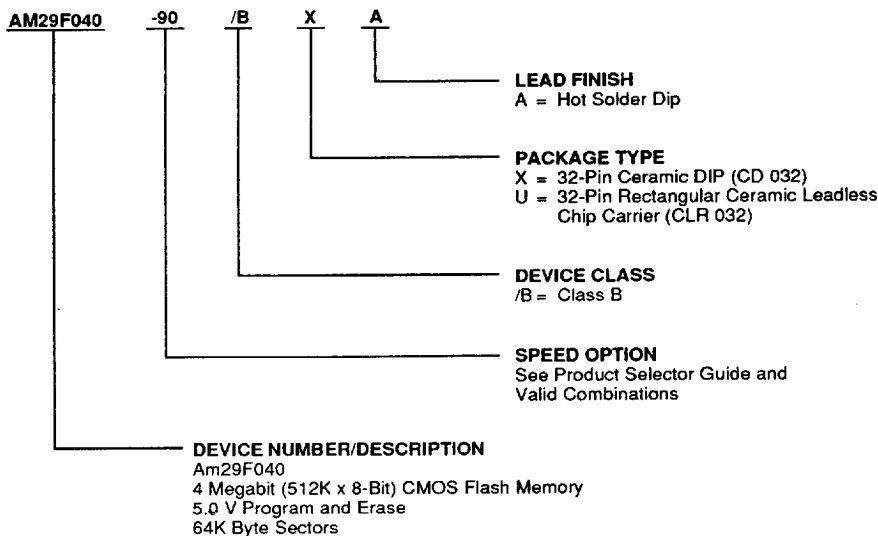 AM29F040 -90 /B X A
LEAD FINISH
A = Hot Solder Dip
PACKAGE TYPE
X = 32-Pin Ceramic DIP (CD 032)
U = 32-Pin Rectangular Ceramic Leadless
Chip Carrier (CLR 032)
DEVICE CLASS
/B = Class B
SPEED OPTION
See Product Selector Guide and
Valid Combinations
DEVICE NUMBER/DESCRIPTION
Am29F040
4 Megabit (512K x 8-Bit) CMOS Flash Memory
5.0 V Program and Erase
64K Byte Sectors